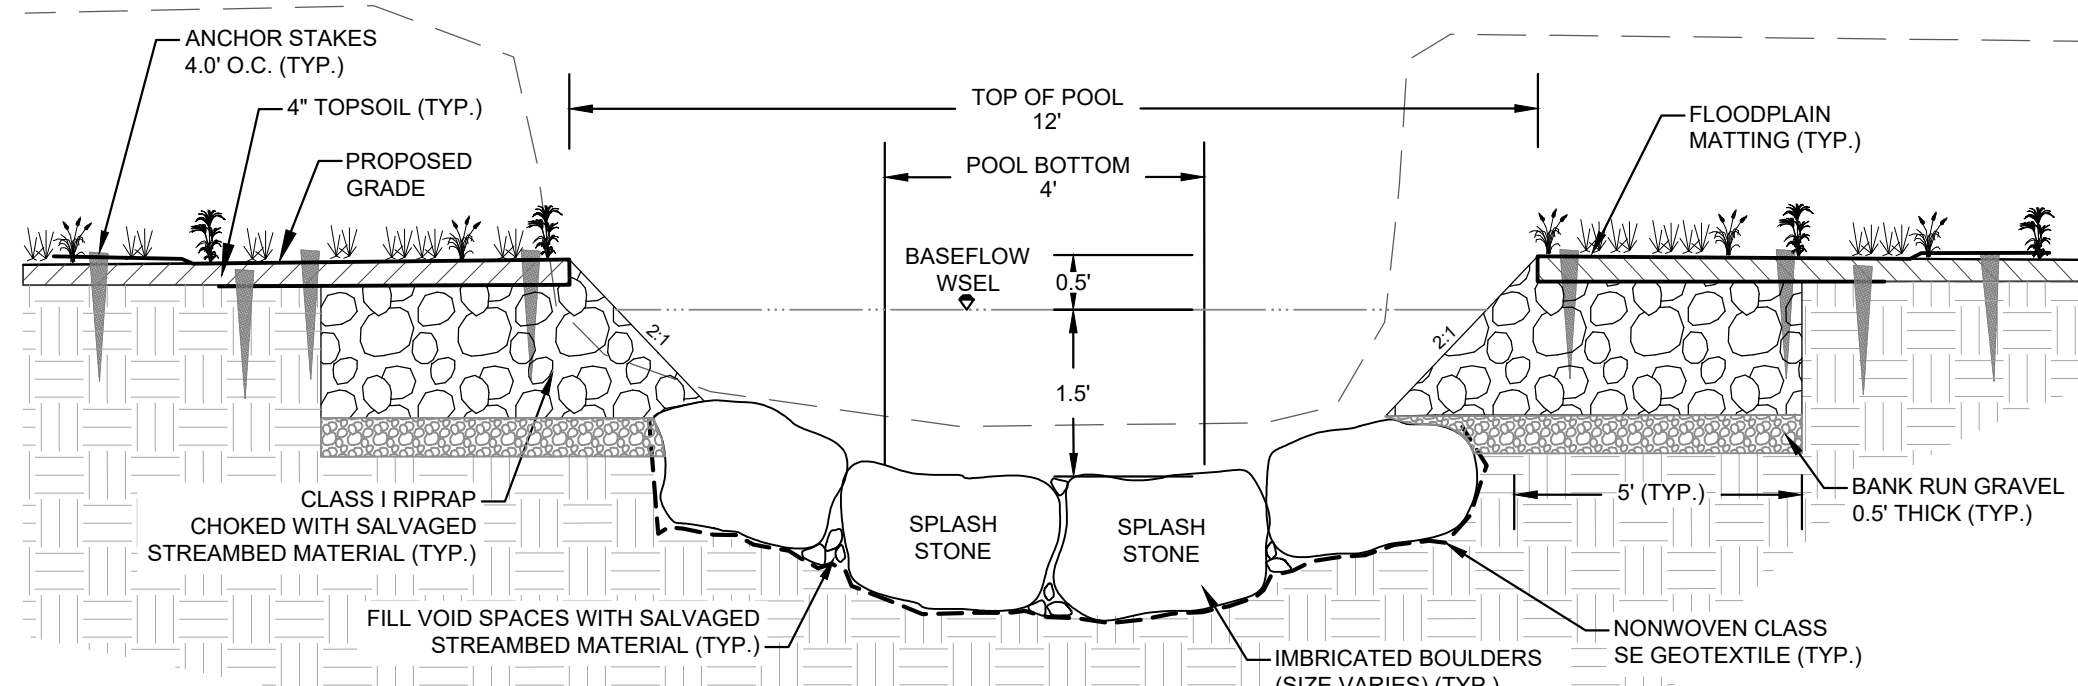 ANCHOR STAKES
4.0' O.C. (TYP.)
4" TOPSOIL (TYP.)
PROPOSED
GRADE
TOP OF POOL
12'
POOL BOTTOM
4'
FLOODPLAIN
MATTING (TYP.)
BASEFLOW
WSEL
0.5'
2:1
2:1
1.5'
CLASS I RIPRAP
CHOKED WITH SALVAGED
STREAMBED MATERIAL (TYP.)
SPLASH
STONE
SPLASH
STONE
5' (TYP.)
BANK RUN GRAVEL
0.5' THICK (TYP.)
FILL VOID SPACES WITH SALVAGED
STREAMBED MATERIAL (TYP.)
NONWOVEN CLASS
SE GEOTEXTILE (TYP.)
IMBRICATED BOULDERS
(SIZE VARIES) (TYP.)